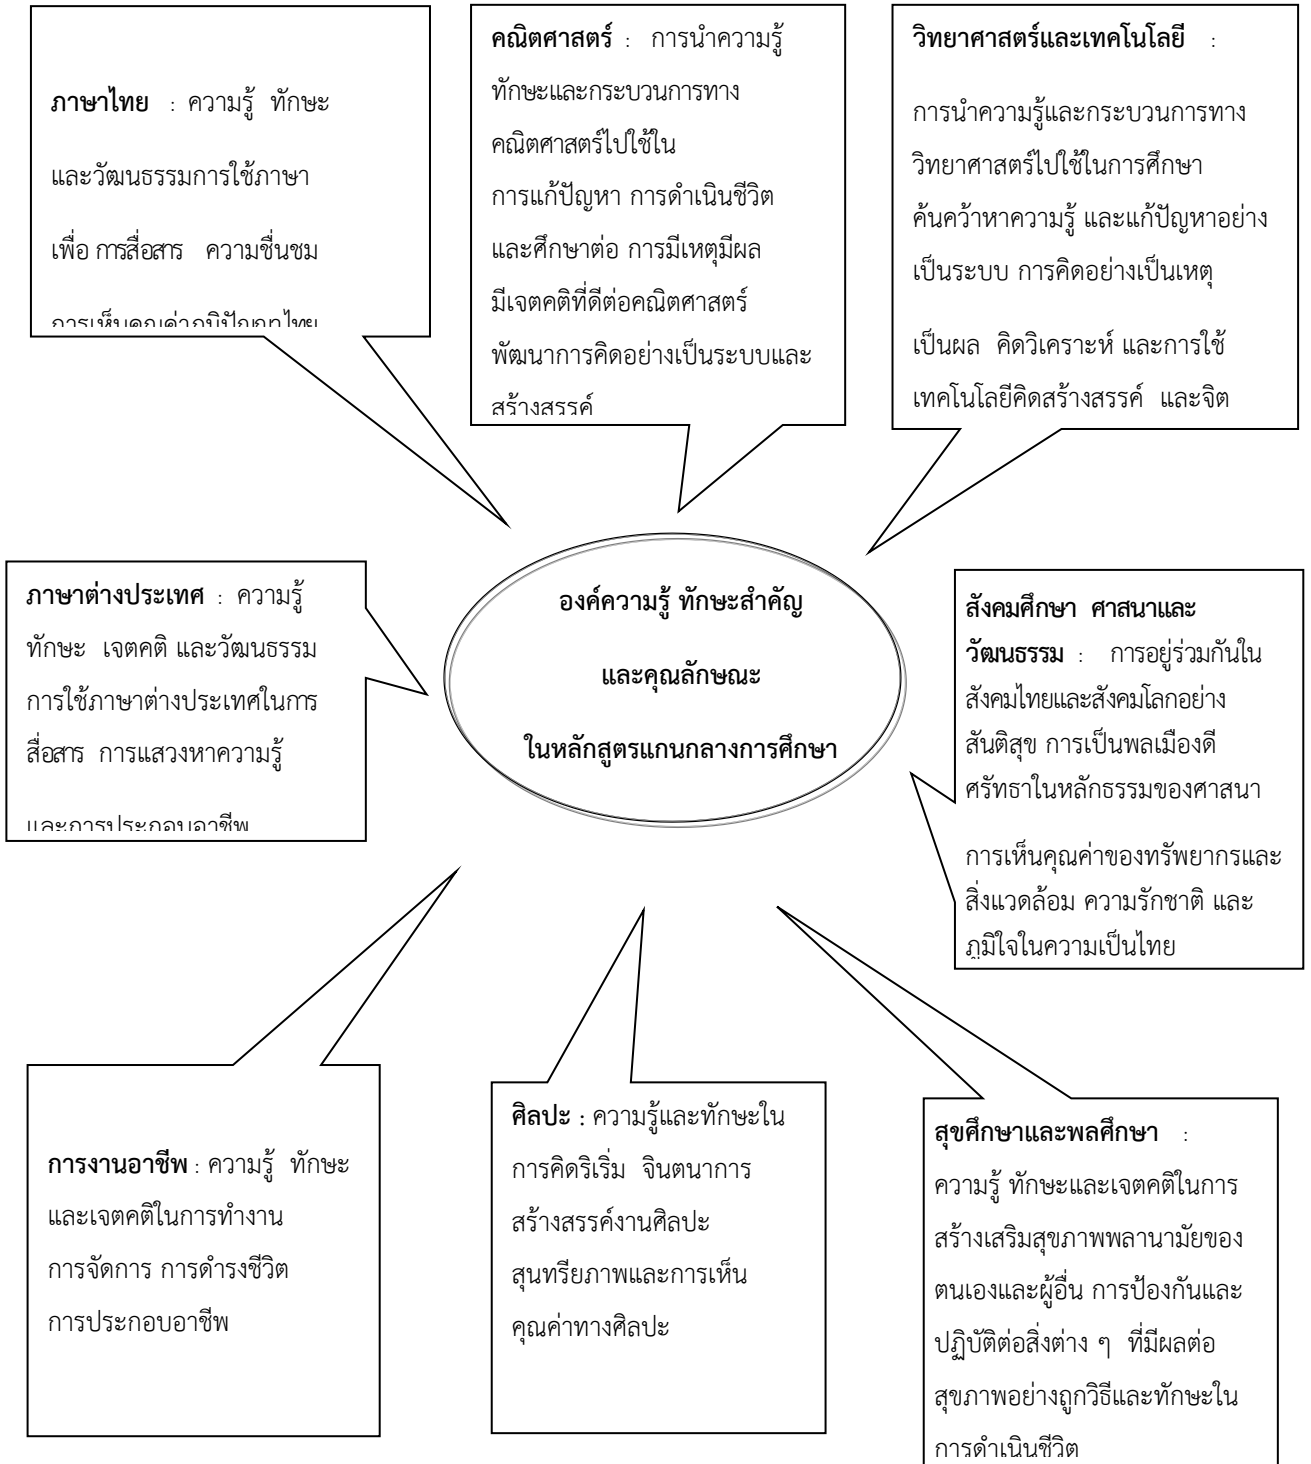 ภาษาไทย : ความรู้ ทักษะ
และวัฒนธรรมการใช้ภาษา
เพื่อ การสื่อสาร ความชื่นชม
การเห็นคุณค่าภูมิปัญญาไทย
คณิตศาสตร์ : การนำความรู้
ทักษะและกระบวนการทาง
คณิตศาสตร์ไปใช้ใน
การแก้ปัญหา การดำเนินชีวิต
และศึกษาต่อ การมีเหตุมีผล
มีเจตคติที่ดีต่อคณิตศาสตร์
พัฒนาการคิดอย่างเป็นระบบและ
สร้างสรรค์
วิทยาศาสตร์และเทคโนโลยี :
การนำความรู้และกระบวนการทาง
วิทยาศาสตร์ไปใช้ในการศึกษา
ค้นคว้าหาความรู้ และแก้ปัญหาอย่าง
เป็นระบบ การคิดอย่างเป็นเหตุ
เป็นผล คิดวิเคราะห์ และการใช้
เทคโนโลยีคิดสร้างสรรค์ และจิต
ภาษาต่างประเทศ : ความรู้
ทักษะ เจตคติ และวัฒนธรรม
การใช้ภาษาต่างประเทศในการ
สื่อสาร การแสวงหาความรู้
และการประกอบอาชีพ
องค์ความรู้ ทักษะสำคัญ
และคุณลักษณะ
ในหลักสูตรแกนกลางการศึกษา
สังคมศึกษา ศาสนาและ
วัฒนธรรม : การอยู่ร่วมกันใน
สังคมไทยและสังคมโลกอย่าง
สันติสุข การเป็นพลเมืองดี
ศรัทธาในหลักธรรมของศาสนา
การเห็นคุณค่าของทรัพยากรและ
สิ่งแวดล้อม ความรักชาติ และ
ภูมิใจในความเป็นไทย
การงานอาชีพ : ความรู้ ทักษะ
และเจตคติในการทำงาน
การจัดการ การดำรงชีวิต
การประกอบอาชีพ
ศิลปะ : ความรู้และทักษะใน
การคิดริเริ่ม จินตนาการ
สร้างสรรค์งานศิลปะ
สุนทรียภาพและการเห็น
คุณค่าทางศิลปะ
สุขศึกษาและพลศึกษา :
ความรู้ ทักษะและเจตคติในการ
สร้างเสริมสุขภาพพลานามัยของ
ตนเองและผู้อื่น การป้องกันและ
ปฏิบัติต่อสิ่งต่าง ๆ ที่มีผลต่อ
สุขภาพอย่างถูกวิธีและทักษะใน
การดำเนินชีวิต